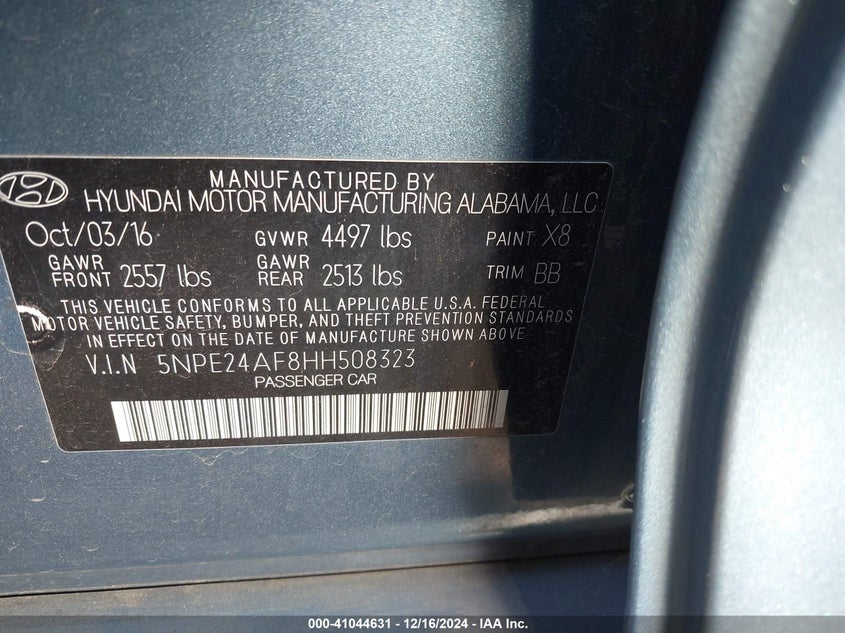 MANUFACTURED BY
HYUNDAI MOTOR MANUFACTURING ALABAMA, LLC
Oct/03/16 GVWR 4497 lbs PAINT X8
GAWR FRONT 2557 lbs GAWR REAR 2513 lbs TRIM BB
THIS VEHICLE CONFORMS TO ALL APPLICABLE U.S.A. FEDERAL
MOTOR VEHICLE SAFETY, BUMPER, AND THEFT PREVENTION STANDARDS
IN EFFECT ON THE DATE OF MANUFACTURE SHOWN ABOVE
V.I.N 5NPE24AF8HH508323
PASSENGER CAR
000-41044631 - 12/16/2024 - IAA Inc.